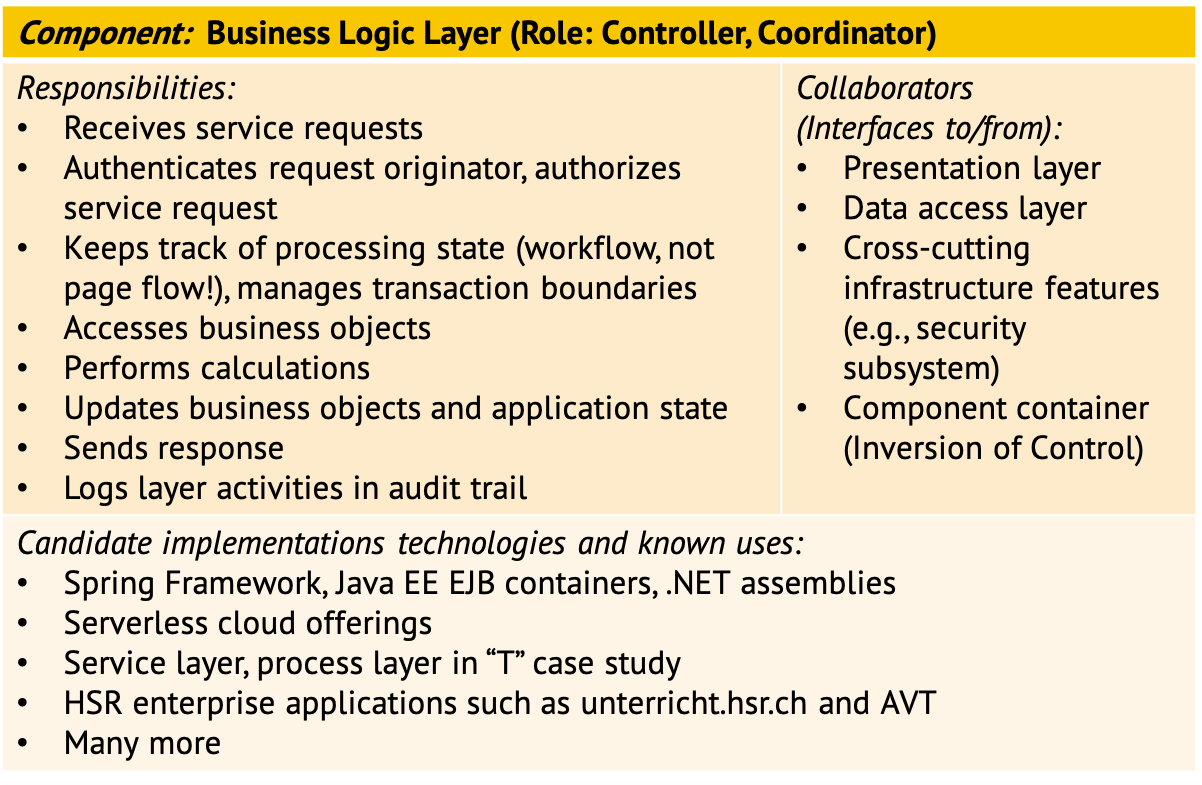 Component: Business Logic Layer (Role: Controller, Coordinator)
Responsibilities:
• Receives service requests
• Authenticates request originator, authorizes
service request
• Keeps track of processing state (workflow, not
page flow!), manages transaction boundaries
• Accesses business objects
• Performs calculations
• Updates business objects and application state
• Sends response
• Logs layer activities in audit trail
Collaborators
(Interfaces to/from):
• Presentation layer
• Data access layer
• Cross-cutting
infrastructure features
(e.g., security
subsystem)
• Component container
(Inversion of Control)
Candidate implementations technologies and known uses:
• Spring Framework, Java EE EJB containers, .NET assemblies
• Serverless cloud offerings
• Service layer, process layer in “T” case study
• HSR enterprise applications such as unterricht.hsr.ch and AVT
• Many more